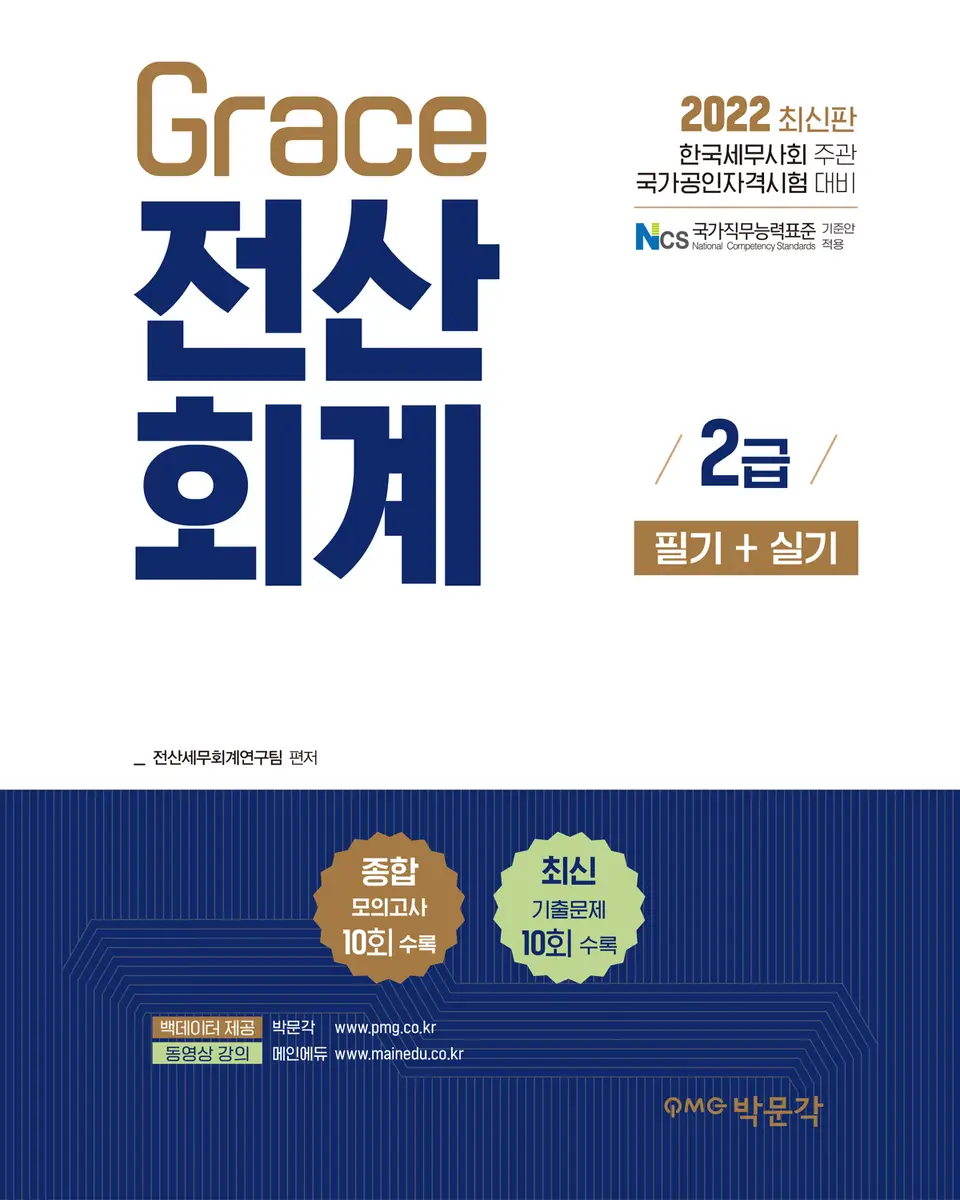 Grace
전산
회계
2022 최신판
한국세무사회 주관
국가공인자격시험 대비
NCS 국가직무능력표준 기준안
National Competency Standards 적용
/ 2급 /
필기 + 실기
_ 전산세무회계연구팀 편저
종합
모의고사
10회 수록
최신
기출문제
10회 수록
백데이터 제공 박문각 www.pmg.co.kr
동영상 강의 메인에듀 www.mainedu.co.kr
PMG 박문각